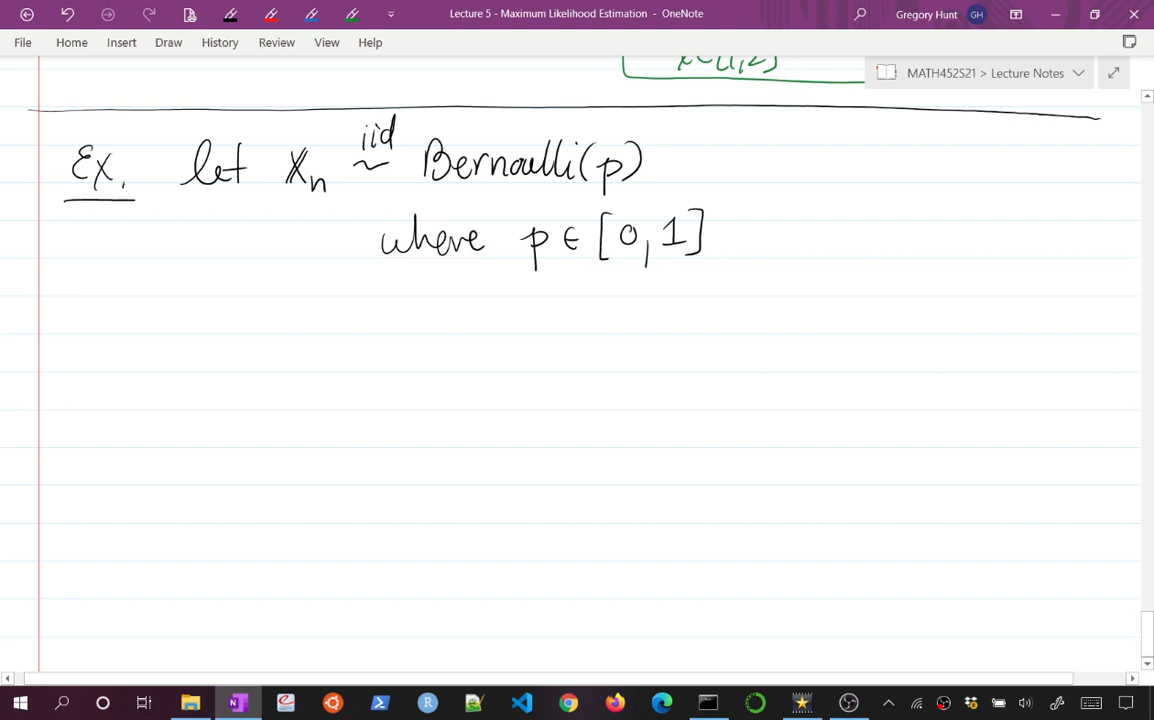 Lecture 5 - Maximum Likelihood Estimation - OneNote
Gregory Hunt GH
File Home Insert Draw History Review View Help
MATH452S21 > Lecture Notes
Ex. let Xn iid ~ Bernoulli(p)
where p ∈ [0, 1]